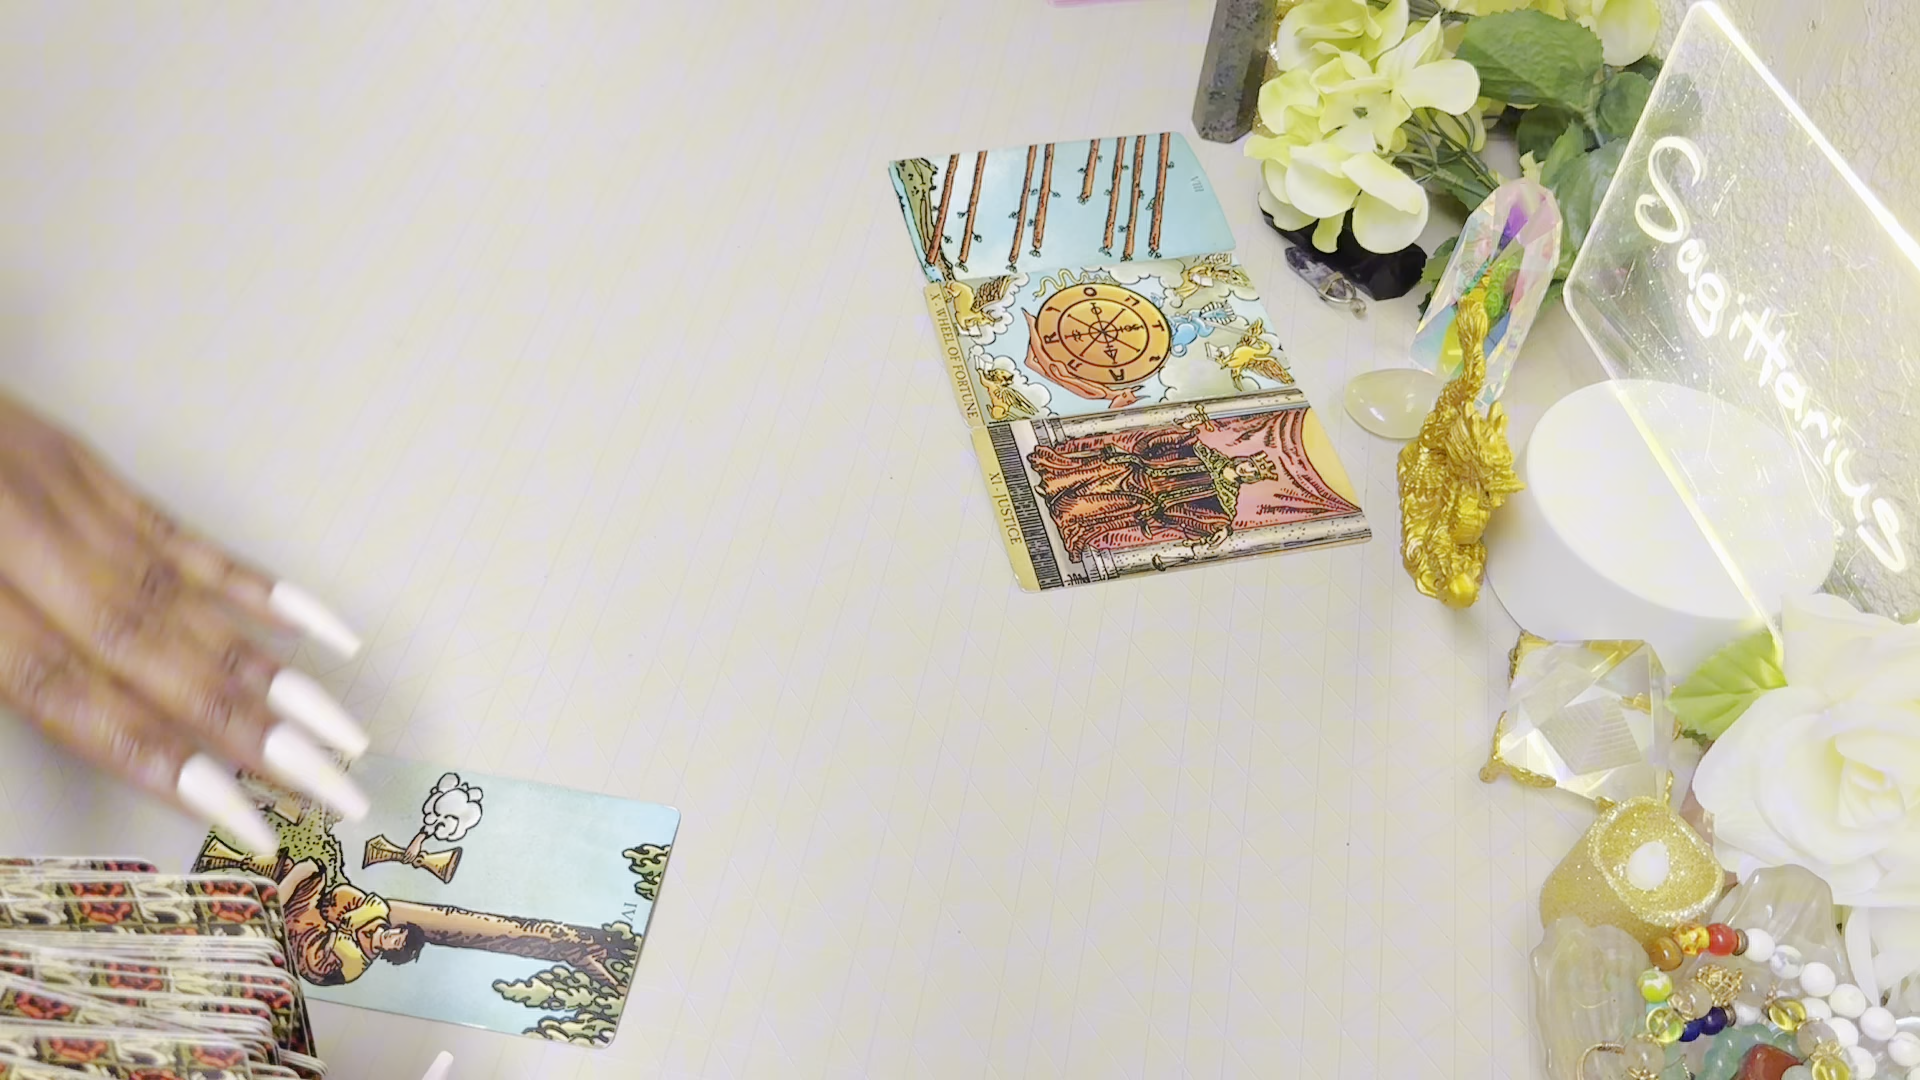 Sagittarius
VIII
X · WHEEL OF FORTUNE
T A R O
XI · JUSTICE
IV